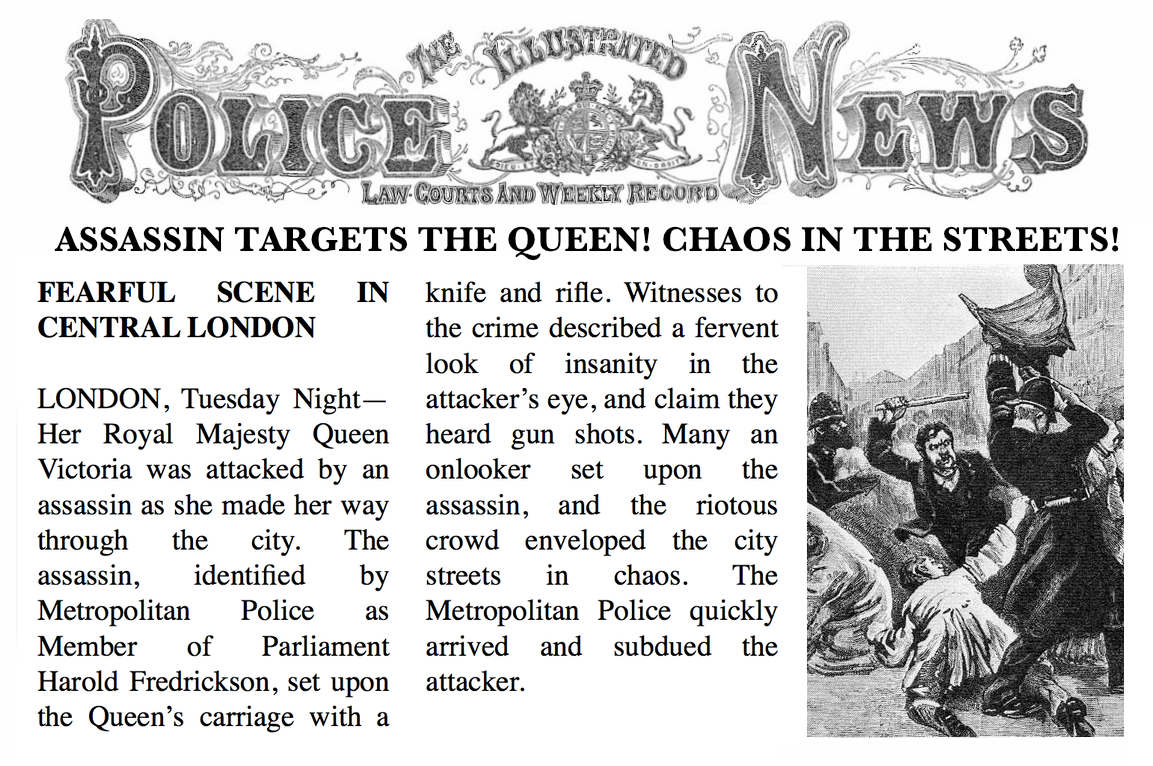 THE ILLUSTRATED
POLICE NEWS
LAW-COURTS AND WEEKLY RECORD
ASSASSIN TARGETS THE QUEEN! CHAOS IN THE STREETS!
FEARFUL SCENE IN
CENTRAL LONDON
LONDON, Tuesday Night—
Her Royal Majesty Queen
Victoria was attacked by an
assassin as she made her way
through the city. The
assassin, identified by
Metropolitan Police as
Member of Parliament
Harold Fredrickson, set upon
the Queen’s carriage with a
knife and rifle. Witnesses to
the crime described a fervent
look of insanity in the
attacker’s eye, and claim they
heard gun shots. Many an
onlooker set upon the
assassin, and the riotous
crowd enveloped the city
streets in chaos. The
Metropolitan Police quickly
arrived and subdued the
attacker.